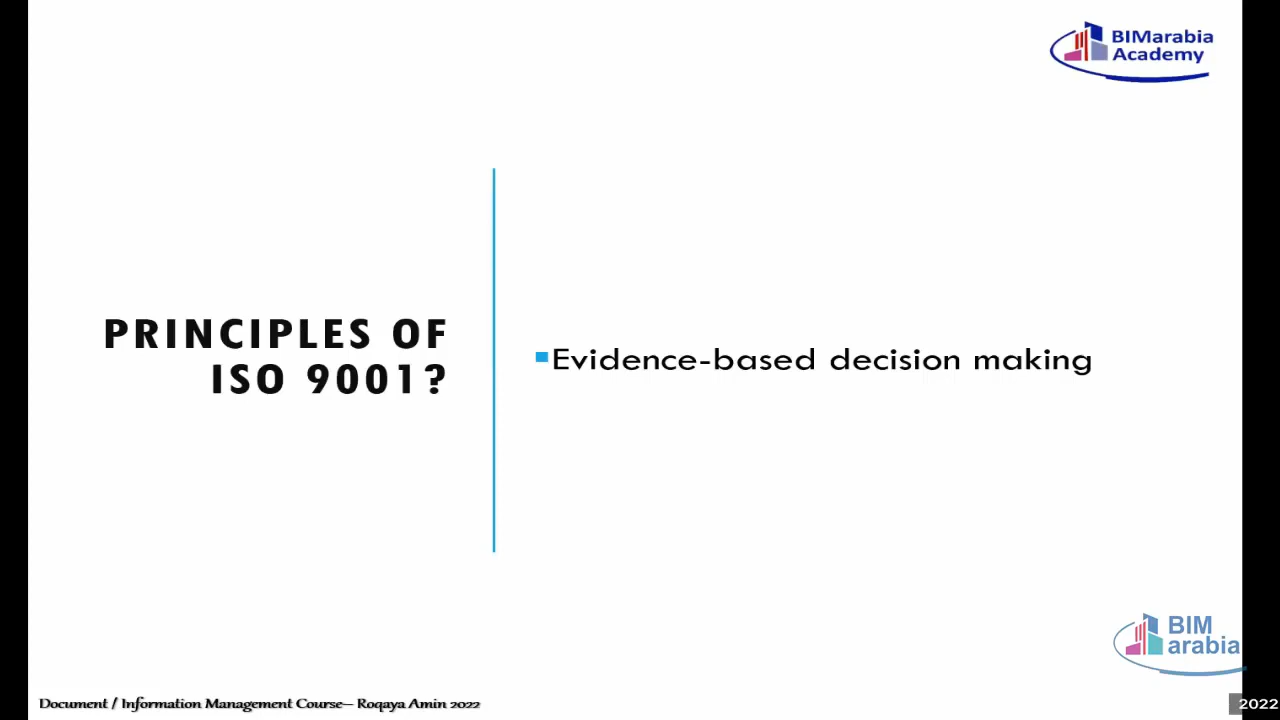 BIMarabia
Academy
PRINCIPLES OF
ISO 9001?
Evidence-based decision making
BIM
arabia
Document / Information Management Course– Roqaya Amin 2022
2022